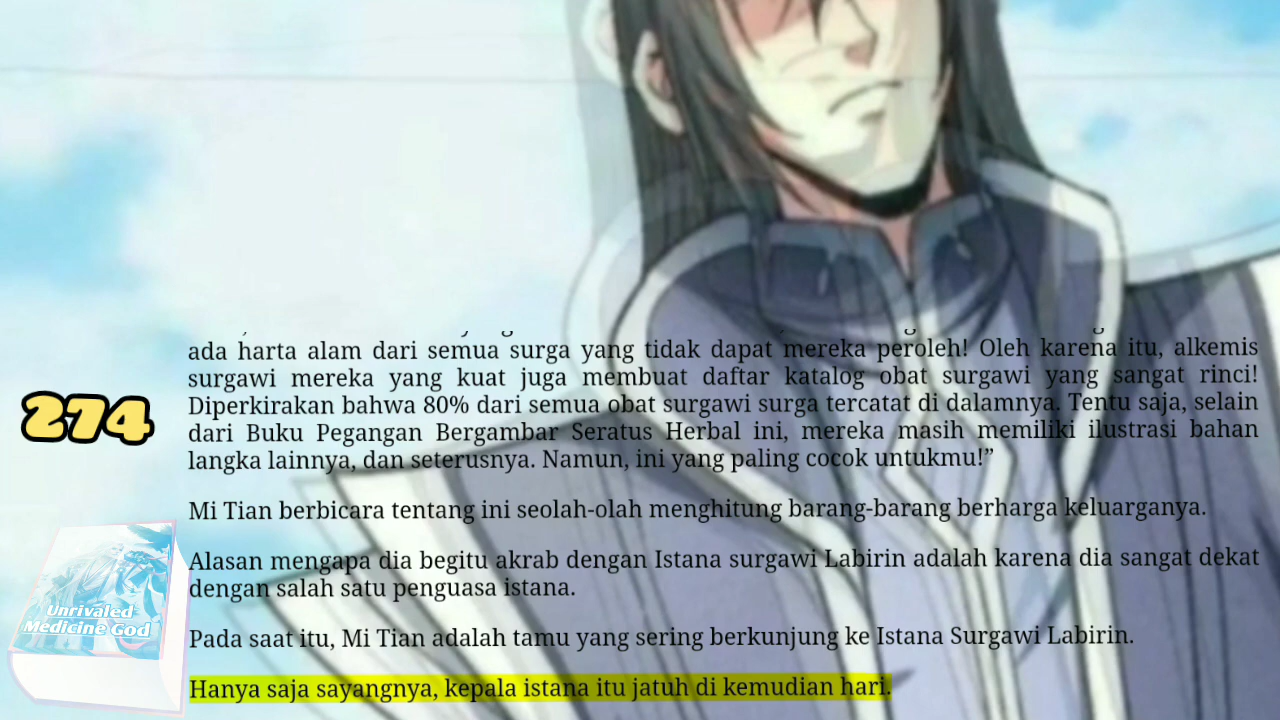 ada harta alam dari semua surga yang tidak dapat mereka peroleh! Oleh karena itu, alkemis
surgawi mereka yang kuat juga membuat daftar katalog obat surgawi yang sangat rinci!
Diperkirakan bahwa 80% dari semua obat surgawi surga tercatat di dalamnya. Tentu saja, selain
dari Buku Pegangan Bergambar Seratus Herbal ini, mereka masih memiliki ilustrasi bahan
langka lainnya, dan seterusnya. Namun, ini yang paling cocok untukmu!”
274
Mi Tian berbicara tentang ini seolah-olah menghitung barang-barang berharga keluarganya.
Alasan mengapa dia begitu akrab dengan Istana surgawi Labirin adalah karena dia sangat dekat
dengan salah satu penguasa istana.
Unrivaled
Medicine God
Pada saat itu, Mi Tian adalah tamu yang sering berkunjung ke Istana Surgawi Labirin.
Hanya saja sayangnya, kepala istana itu jatuh di kemudian hari.